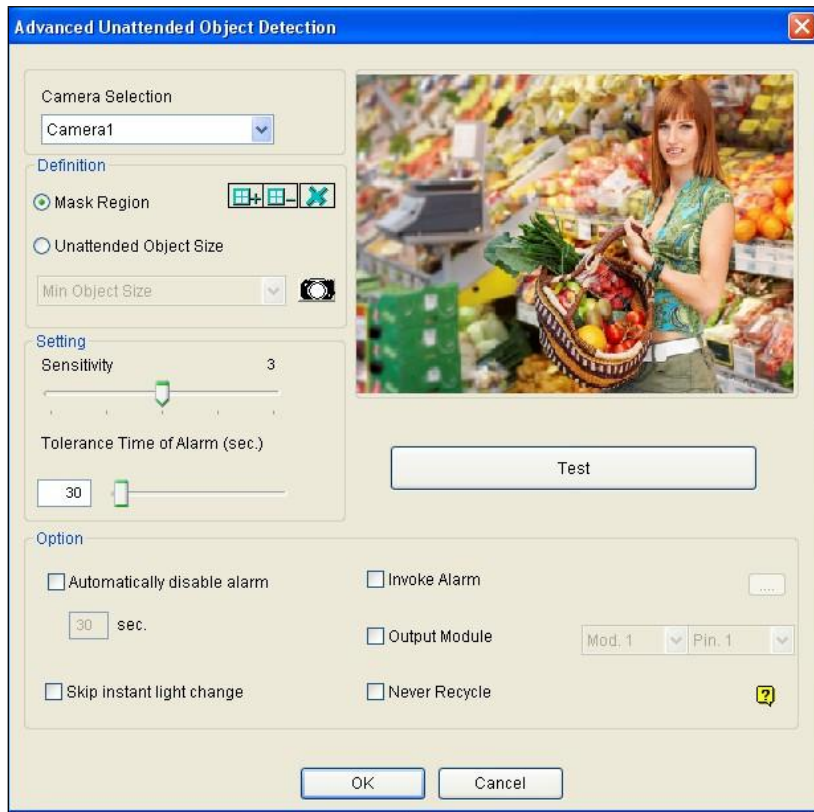 Advanced Unattended Object Detection
Camera Selection
Camera1
Definition
Mask Region
Unattended Object Size
Min Object Size
Setting
Sensitivity 3
Tolerance Time of Alarm (sec.)
30
Test
Option
Automatically disable alarm
30 sec.
Skip instant light change
Invoke Alarm
....
Output Module Mod. 1 Pin. 1
Never Recycle
?
OK Cancel